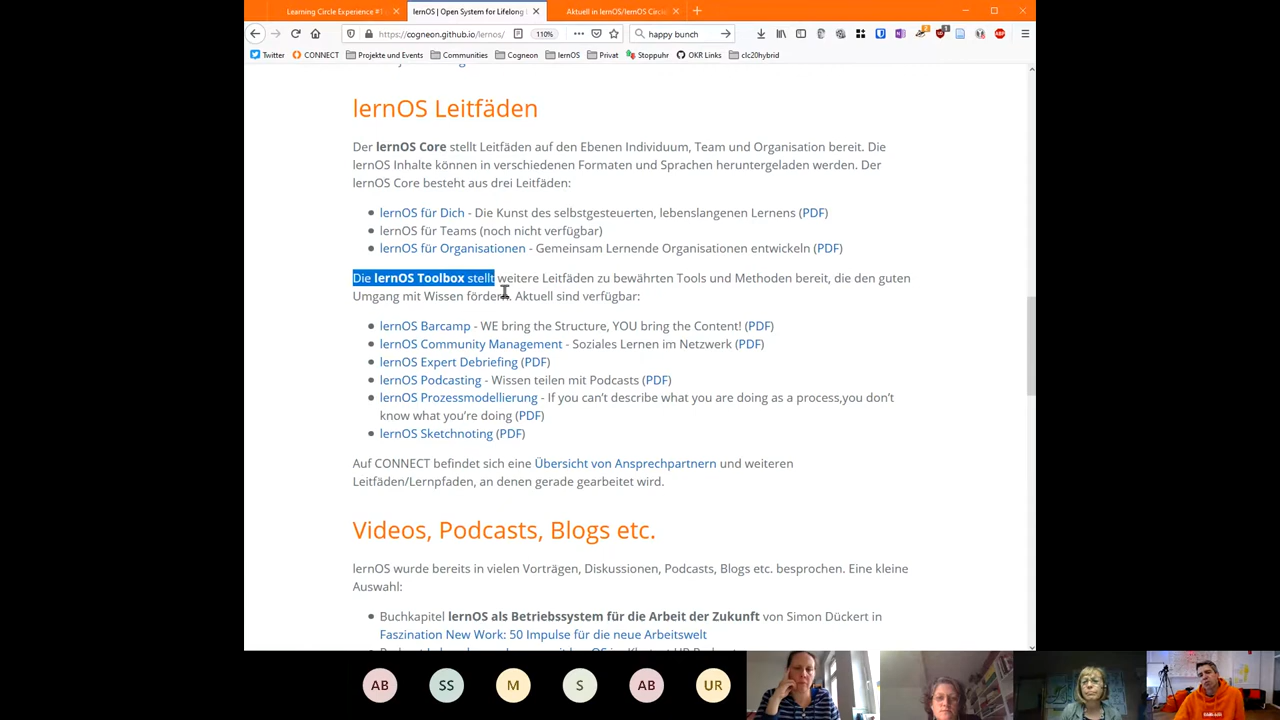 Learning Circle Experience #1
lernOS | Open System for Lifelong
Aktuell in lernOS/lernOS Circle
https://cogneon.github.io/lernos/
110%
happy bunch
Twitter
CONNECT
Projekte und Events
Communities
Cogneon
lernOS
Privat
Stoppuhr
OKR Links
clc20hybrid
lernOS Leitfäden
Der lernOS Core stellt Leitfäden auf den Ebenen Individuum, Team und Organisation bereit. Die
lernOS Inhalte können in verschiedenen Formaten und Sprachen heruntergeladen werden. Der
lernOS Core besteht aus drei Leitfäden:
lernOS für Dich - Die Kunst des selbstgesteuerten, lebenslangenen Lernens (PDF)
lernOS für Teams (noch nicht verfügbar)
lernOS für Organisationen - Gemeinsam Lernende Organisationen entwickeln (PDF)
Die lernOS Toolbox stellt weitere Leitfäden zu bewährten Tools und Methoden bereit, die den guten
Umgang mit Wissen fördern. Aktuell sind verfügbar:
lernOS Barcamp - WE bring the Structure, YOU bring the Content! (PDF)
lernOS Community Management - Soziales Lernen im Netzwerk (PDF)
lernOS Expert Debriefing (PDF)
lernOS Podcasting - Wissen teilen mit Podcasts (PDF)
lernOS Prozessmodellierung - If you can't describe what you are doing as a process,you don't
know what you're doing (PDF)
lernOS Sketchnoting (PDF)
Auf CONNECT befindet sich eine Übersicht von Ansprechpartnern und weiteren
Leitfäden/Lernpfaden, an denen gerade gearbeitet wird.
Videos, Podcasts, Blogs etc.
lernOS wurde bereits in vielen Vorträgen, Diskussionen, Podcasts, Blogs etc. besprochen. Eine kleine
Auswahl:
Buchkapitel lernOS als Betriebssystem für die Arbeit der Zukunft von Simon Dückert in
Faszination New Work: 50 Impulse für die neue Arbeitswelt
AB
SS
M
S
AB
UR